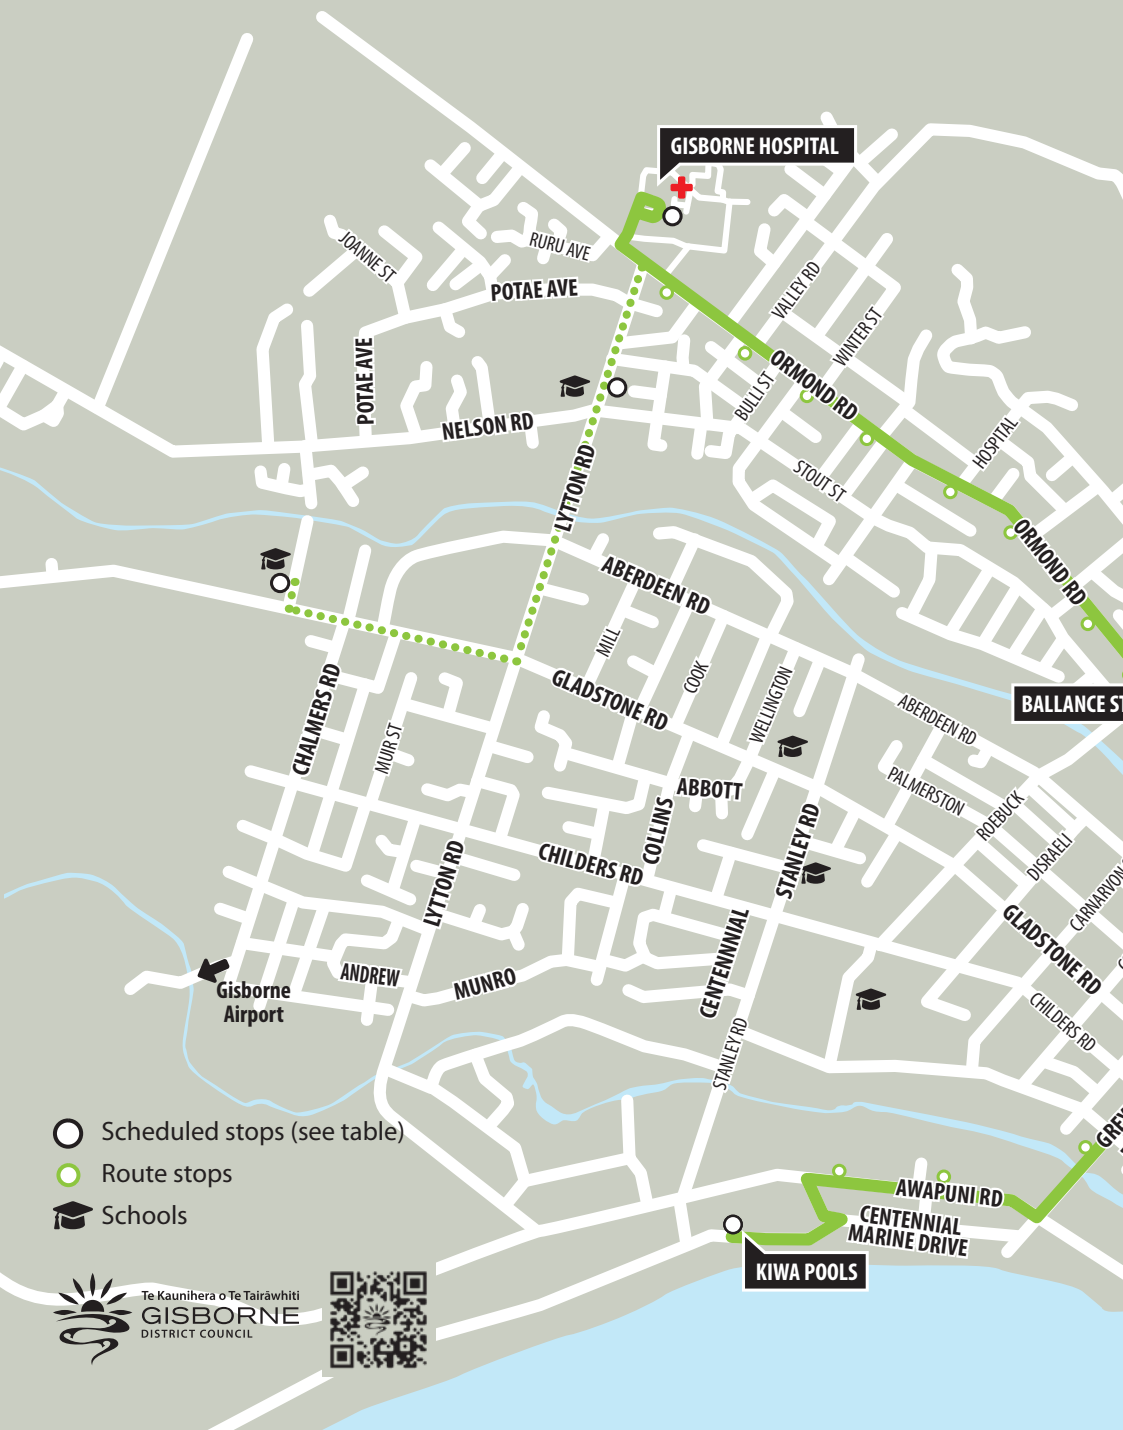 GISBORNE HOSPITAL
JOANNE ST
RURU AVE
POTAE AVE
VALLEY RD
WINTER ST
POTAE AVE
BULLI ST
ORMOND RD
NELSON RD
HOSPITAL
STOUT ST
LYTTON RD
ORMOND RD
ABERDEEN RD
MILL
COOK
WELLINGTON
GLADSTONE RD
BALLANCE ST
CHALMERS RD
MUIR ST
ABERDEEN RD
PALMERSTON
ABBOTT
COLLINS
STANLEY RD
ROEBUCK
DISRAELI
CARNARVON
CHILDERS RD
LYTTON RD
GLADSTONE RD
CENTENNNIAL
ANDREW
MUNRO
Gisborne
Airport
CHILDERS RD
STANLEY RD
GREY
Scheduled stops (see table)
Route stops
Schools
AWAPUNI RD
CENTENNIAL
MARINE DRIVE
KIWA POOLS
Te Kaunihera o Te Tairāwhiti
GISBORNE
DISTRICT COUNCIL